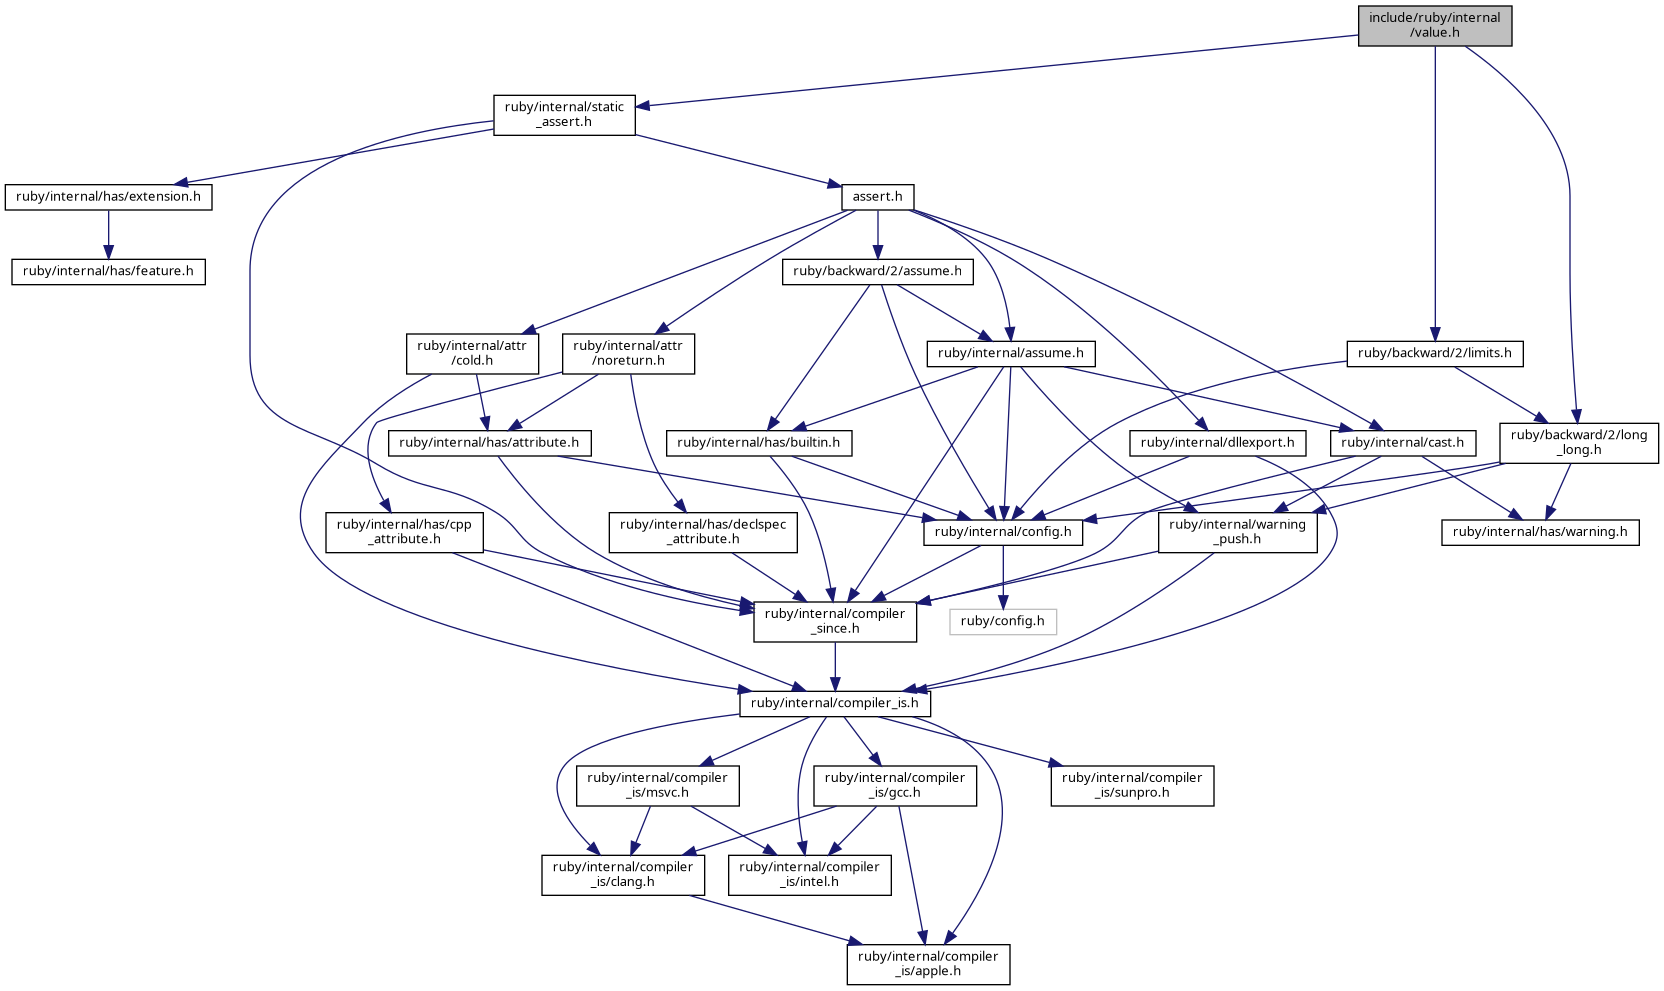 include/ruby/internal
/value.h
ruby/internal/static
_assert.h
ruby/internal/has/extension.h
assert.h
ruby/internal/has/feature.h
ruby/backward/2/assume.h
ruby/internal/attr
/cold.h
ruby/internal/attr
/noreturn.h
ruby/internal/assume.h
ruby/backward/2/limits.h
ruby/internal/has/attribute.h
ruby/internal/has/builtin.h
ruby/internal/dllexport.h
ruby/internal/cast.h
ruby/backward/2/long
_long.h
ruby/internal/has/cpp
_attribute.h
ruby/internal/has/declspec
_attribute.h
ruby/internal/config.h
ruby/internal/warning
_push.h
ruby/internal/has/warning.h
ruby/internal/compiler
_since.h
ruby/config.h
ruby/internal/compiler_is.h
ruby/internal/compiler
_is/msvc.h
ruby/internal/compiler
_is/gcc.h
ruby/internal/compiler
_is/sunpro.h
ruby/internal/compiler
_is/clang.h
ruby/internal/compiler
_is/intel.h
ruby/internal/compiler
_is/apple.h